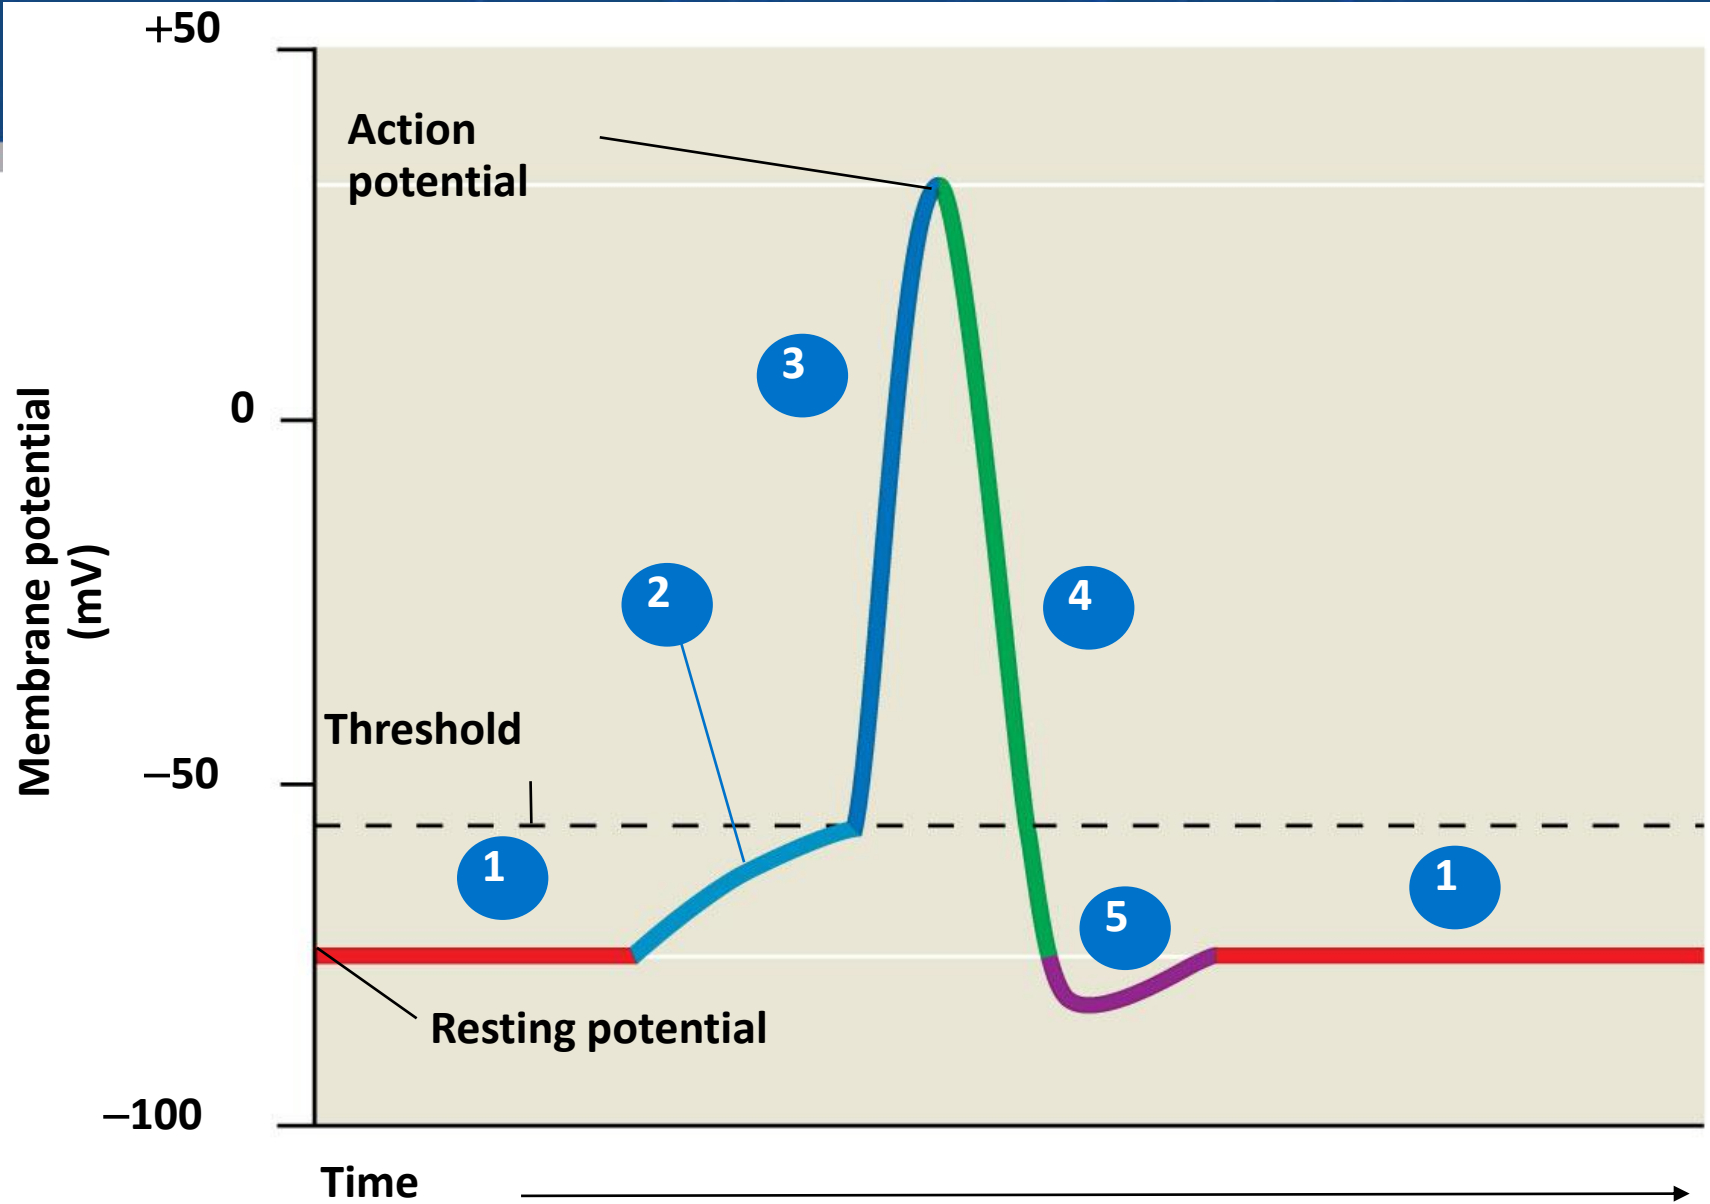 +50
Action
potential
3
0
Membrane potential
(mV)
2
4
Threshold
–50
1
1
5
Resting potential
–100
Time